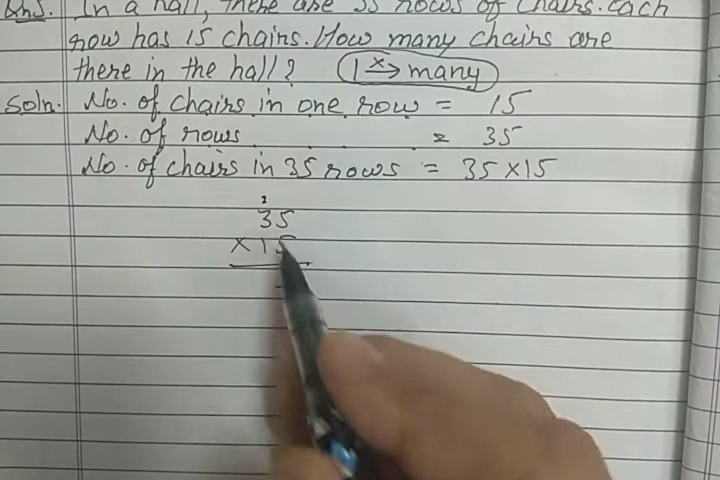 Qn3. In a hall, there are 35 rows of chairs. Each
row has 15 chairs. How many chairs are
there in the hall? 1 x→ many
Soln. No. of chairs in one row = 15
No. of rows = 35
No. of chairs in 35 rows = 35 × 15
2
35
×15